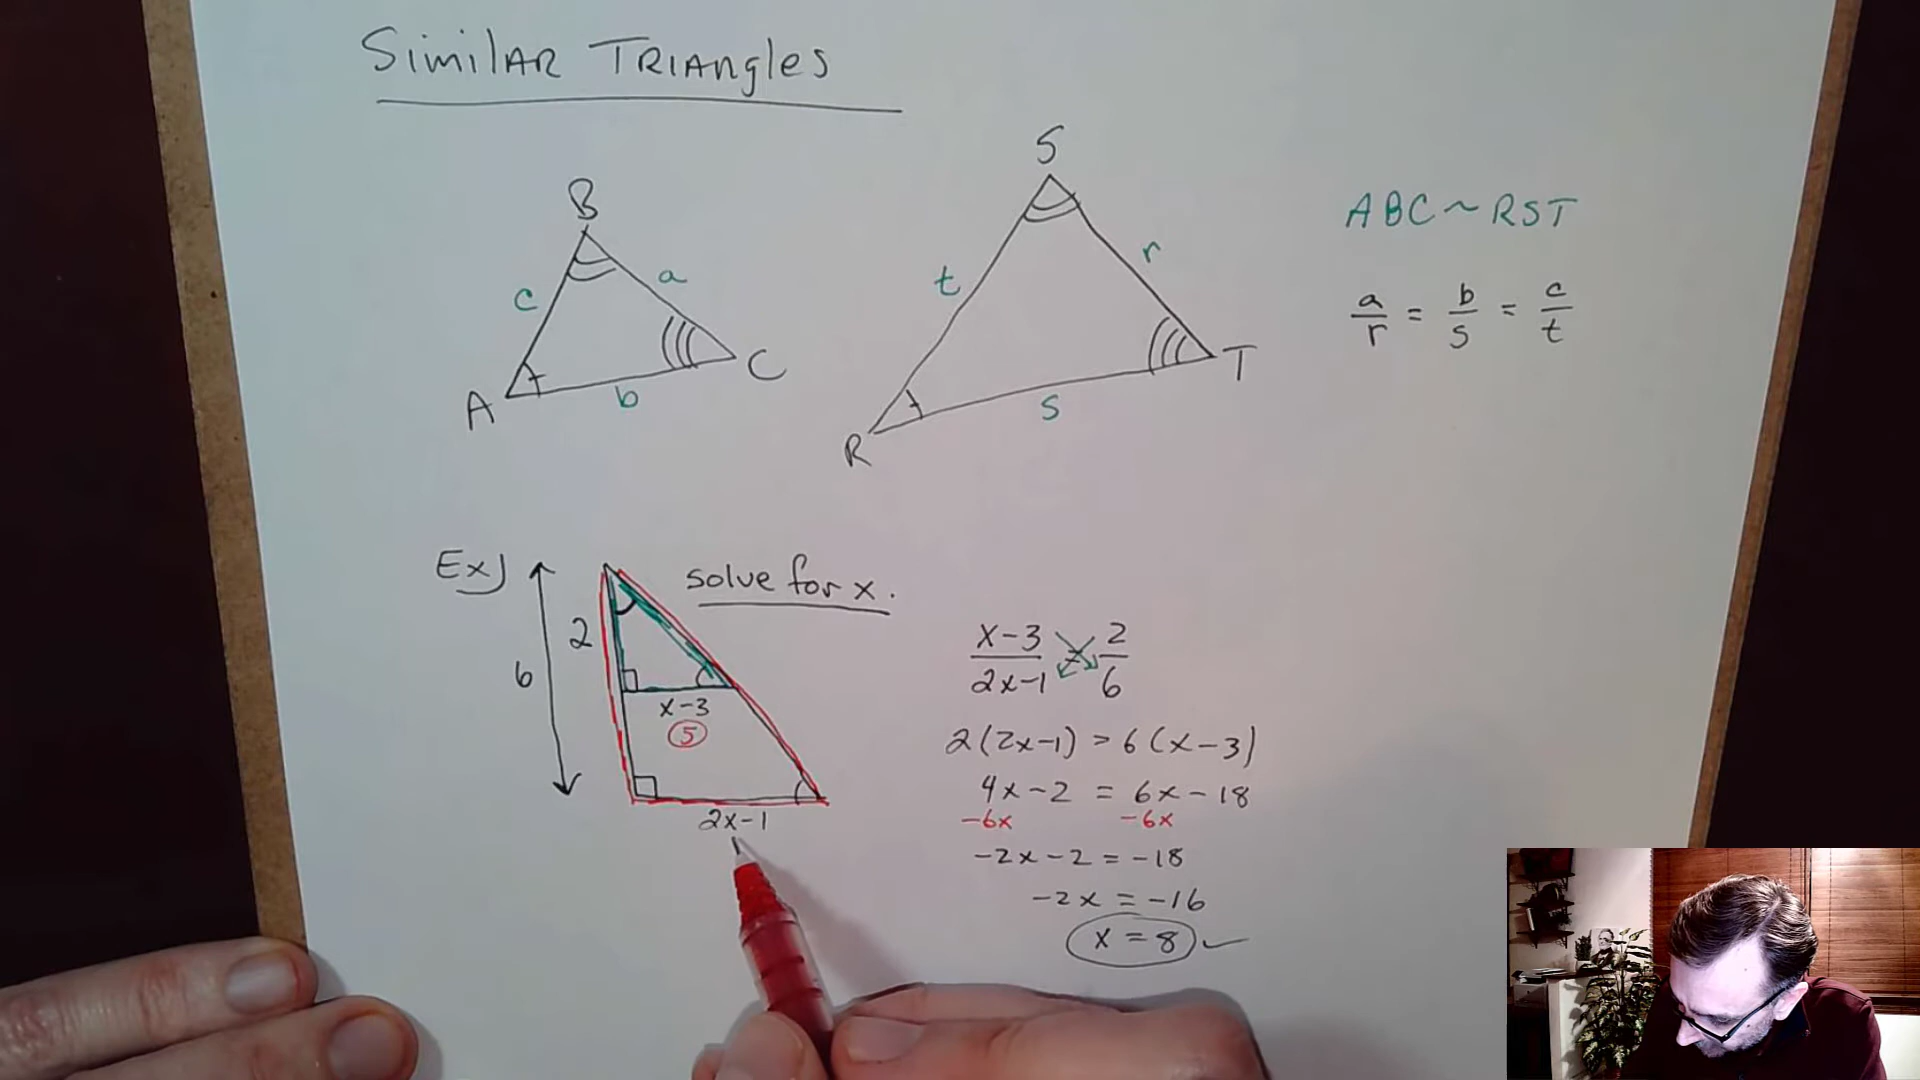 Similar Triangles
B
S
c
a
t
r
A
C
b
R
T
s
ABC ~ RST
a/r = b/s = c/t
Ex)
solve for x.
2
6
x-3
5
2x-1
x-3/2x-1 = 2/6
2(2x-1) = 6(x-3)
4x-2 = 6x-18
-6x -6x
-2x-2 = -18
-2x = -16
x = 8 ✓